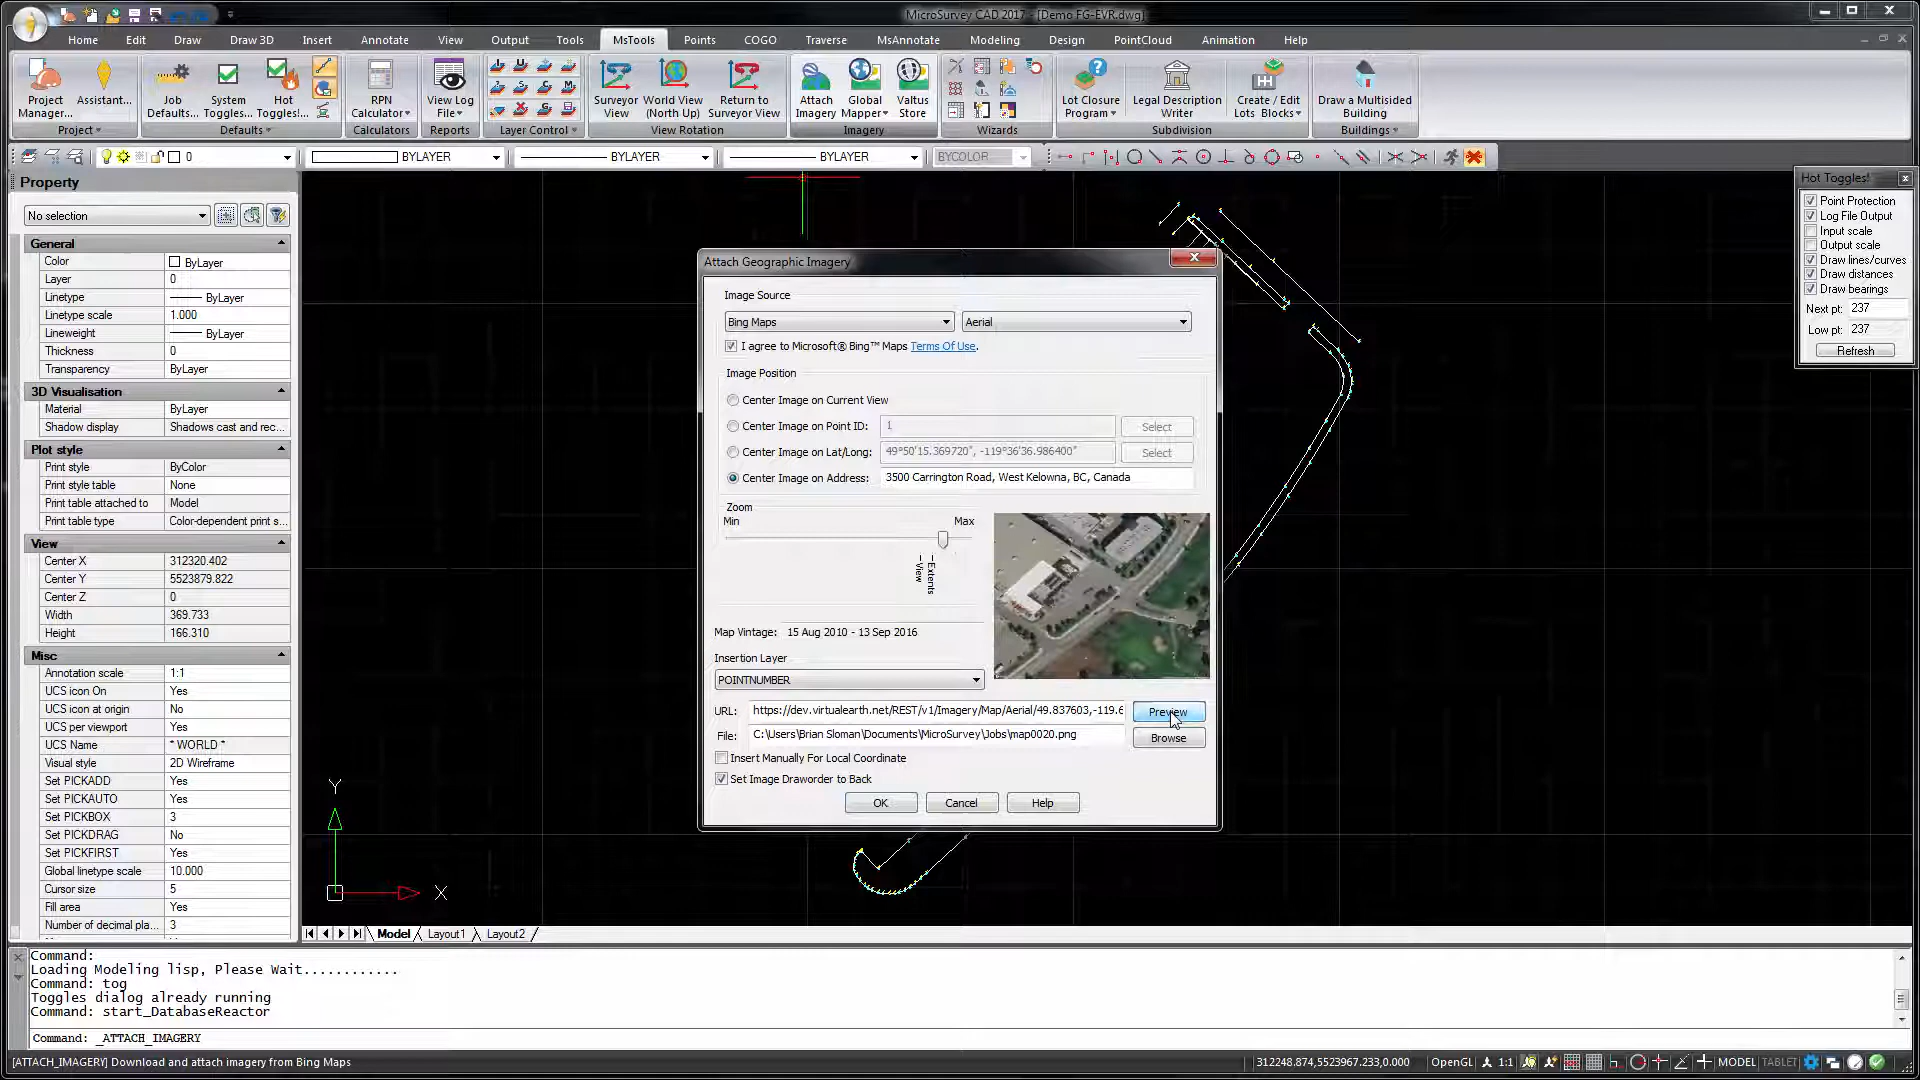 MicroSurvey CAD 2017 - [Demo FG-EVR.dwg]
Home Edit Draw Draw 3D Insert Annotate View Output Tools MsTools Points COGO Traverse MsAnnotate Modeling Design PointCloud Animation Help
Project Manager... Assistant... Job Defaults... System Toggles... Hot Toggles!... RPN Calculator View Log File Surveyor View World View (North Up) Return to Surveyor View Attach Imagery Global Mapper Valtus Store Lot Closure Program Legal Description Writer Create / Edit Lots Blocks Draw a Multisided Building
Project Defaults Calculators Reports Layer Control View Rotation Imagery Wizards Subdivision Buildings
0 BYLAYER BYLAYER BYLAYER BYCOLOR
Property
No selection
General
Color ByLayer
Layer 0
Linetype ByLayer
Linetype scale 1.000
Lineweight ByLayer
Thickness 0
Transparency ByLayer
3D Visualisation
Material ByLayer
Shadow display Shadows cast and rec...
Plot style
Print style ByColor
Print style table None
Print table attached to Model
Print table type Color-dependent print s...
View
Center X 312320.402
Center Y 5523879.822
Center Z 0
Width 369.733
Height 166.310
Misc
Annotation scale 1:1
UCS icon On Yes
UCS icon at origin No
UCS per viewport Yes
UCS Name * WORLD *
Visual style 2D Wireframe
Set PICKADD Yes
Set PICKAUTO Yes
Set PICKBOX 3
Set PICKDRAG No
Set PICKFIRST Yes
Global linetype scale 10.000
Cursor size 5
Fill area Yes
Number of decimal pla... 3
Attach Geographic Imagery
Image Source
Bing Maps Aerial
I agree to Microsoft® Bing™ Maps Terms Of Use.
Image Position
Center Image on Current View
Center Image on Point ID: 1 Select
Center Image on Lat/Long: 49°50'15.369720", -119°36'36.986400" Select
Center Image on Address: 3500 Carrington Road, West Kelowna, BC, Canada
Zoom
Min Max
View Extents
Map Vintage: 15 Aug 2010 - 13 Sep 2016
Insertion Layer
POINTNUMBER
URL: https://dev.virtualearth.net/REST/v1/Imagery/Map/Aerial/49.837603,-119.6 Preview
File: C:\Users\Brian Sloman\Documents\MicroSurvey\Jobs\map0020.png Browse
Insert Manually For Local Coordinate
Set Image Draworder to Back
OK Cancel Help
Hot Toggles!
Point Protection
Log File Output
Input scale
Output scale
Draw lines/curves
Draw distances
Draw bearings
Next pt: 237
Low pt: 237
Refresh
Y
X
Model Layout1 Layout2
Command:
Loading Modeling lisp, Please Wait............
Command: tog
Toggles dialog already running
Command: start_DatabaseReactor
Command: _ATTACH_IMAGERY
[ATTACH_IMAGERY] Download and attach imagery from Bing Maps 312248.874,5523967.233,0.000 OpenGL 1:1 MODEL TABLET